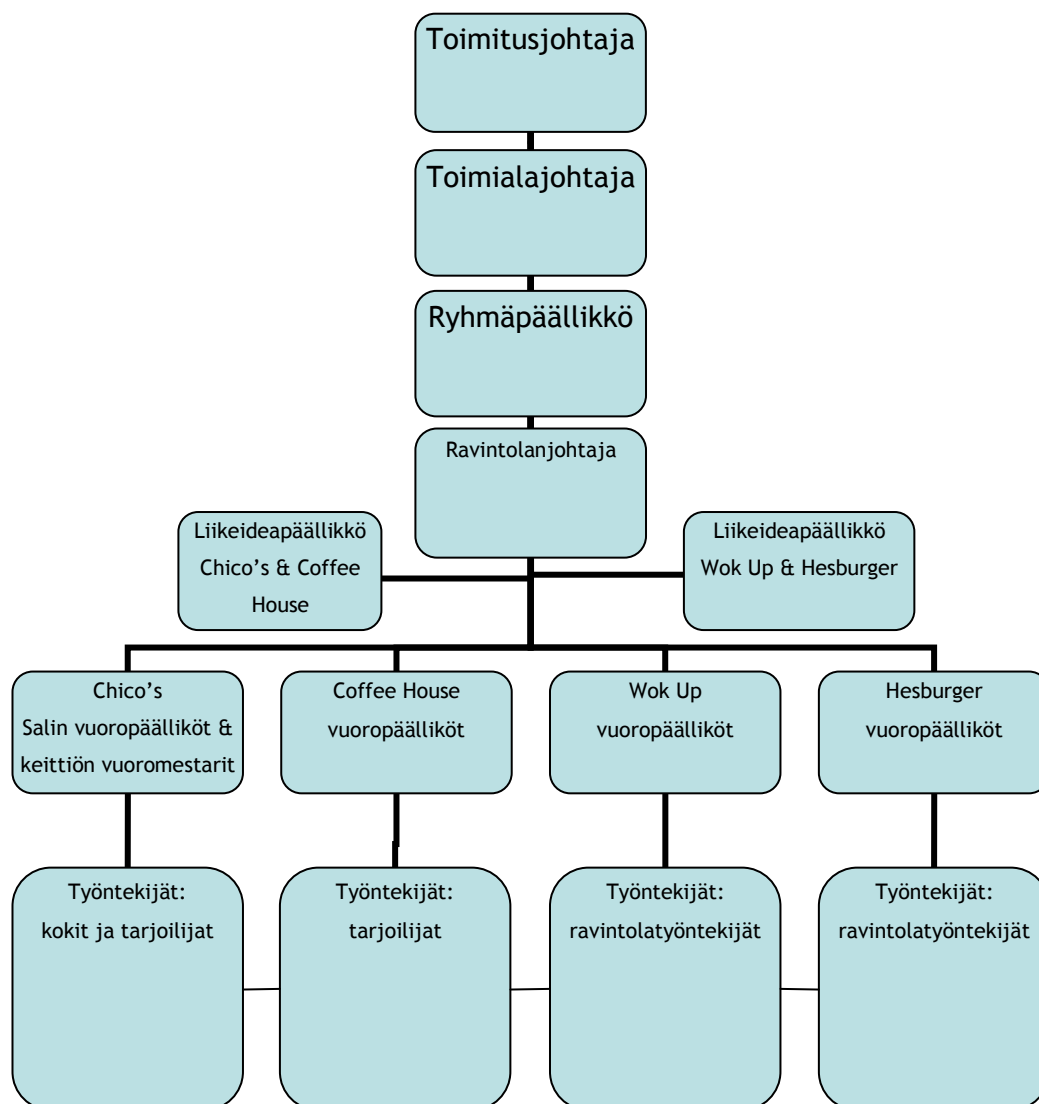 Toimitusjohtaja
Toimialajohtaja
Ryhmäpäällikkö
Ravintolanjohtaja
Liikeideapäällikkö
Chico’s & Coffee
House
Liikeideapäällikkö
Wok Up & Hesburger
Chico’s
Salin vuoropäälliköt &
keittiön vuoromestarit
Coffee House
vuoropäälliköt
Wok Up
vuoropäälliköt
Hesburger
vuoropäälliköt
Työntekijät:
kokit ja tarjoilijat
Työntekijät:
tarjoilijat
Työntekijät:
ravintolatyöntekijät
Työntekijät:
ravintolatyöntekijät